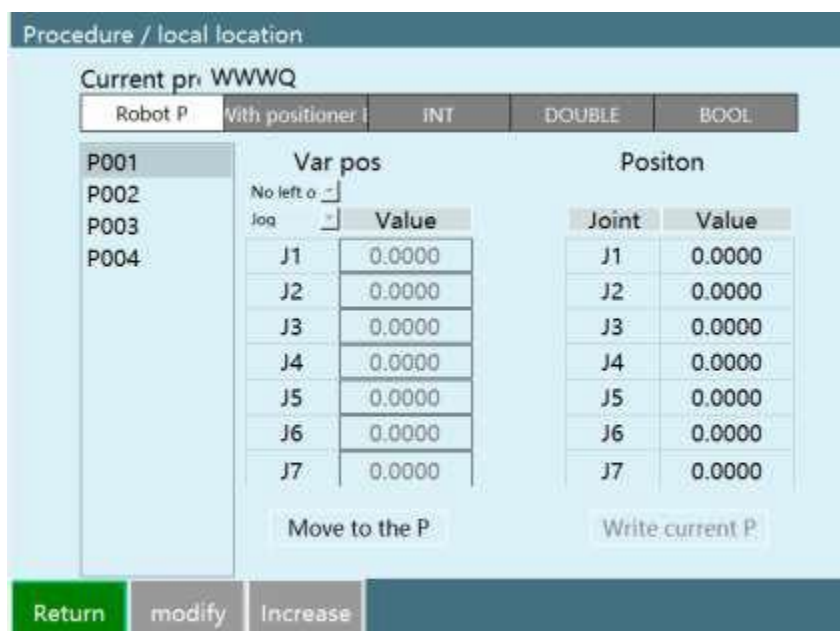 Procedure / local location
Current pr WWWQ
Robot P With positioner INT DOUBLE BOOL
P001
P002
P003
P004
Var pos
No left o
Jog Value
J1 0.0000
J2 0.0000
J3 0.0000
J4 0.0000
J5 0.0000
J6 0.0000
J7 0.0000
Move to the P
Positon
Joint Value
J1 0.0000
J2 0.0000
J3 0.0000
J4 0.0000
J5 0.0000
J6 0.0000
J7 0.0000
Write current P
Return modify Increase